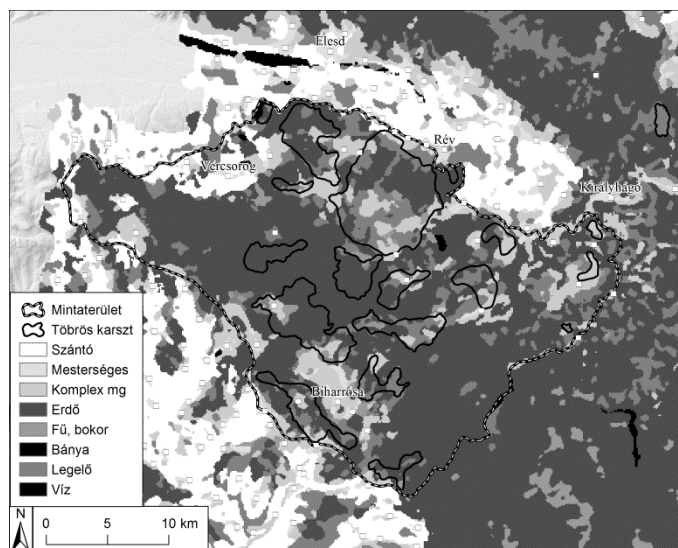 Elesd
Rév
Vércsorog
Királyhágó
Biharrósa
Mintaterület
Töbrös karszt
Szántó
Mesterséges
Komplex mg
Erdő
Fű, bokor
Bánya
Legelő
Víz
N
0 5 10 km